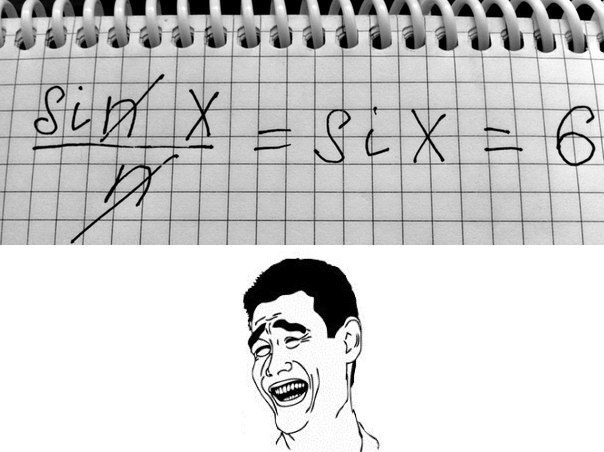 sin x
n
= six = 6